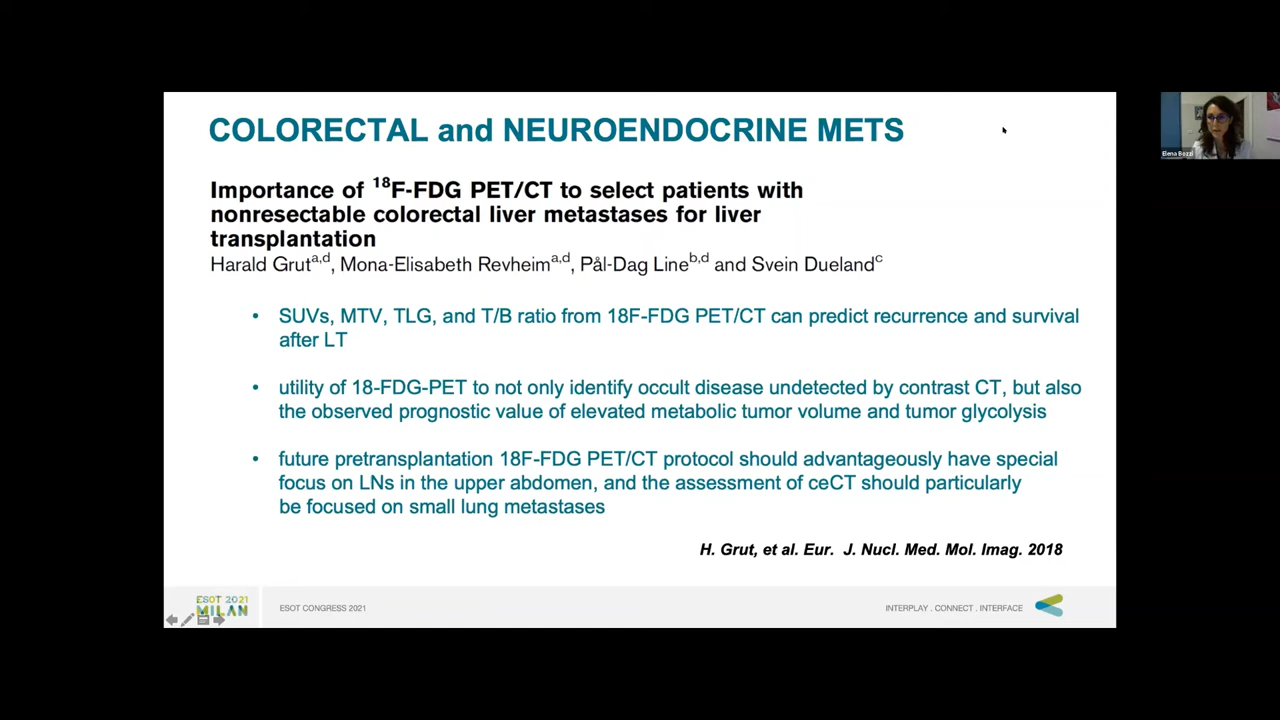 COLORECTAL and NEUROENDOCRINE METS
Importance of 18F-FDG PET/CT to select patients with
nonresectable colorectal liver metastases for liver
transplantation
Harald Gruta,d, Mona-Elisabeth Revheima,d, Pål-Dag Lineb,d and Svein Duelandc
• SUVs, MTV, TLG, and T/B ratio from 18F-FDG PET/CT can predict recurrence and survival
after LT
• utility of 18-FDG-PET to not only identify occult disease undetected by contrast CT, but also
the observed prognostic value of elevated metabolic tumor volume and tumor glycolysis
• future pretransplantation 18F-FDG PET/CT protocol should advantageously have special
focus on LNs in the upper abdomen, and the assessment of ceCT should particularly
be focused on small lung metastases
H. Grut, et al. Eur. J. Nucl. Med. Mol. Imag. 2018
ESOT 2021
MILAN
ESOT CONGRESS 2021
INTERPLAY . CONNECT . INTERFACE
Elena Bozzi